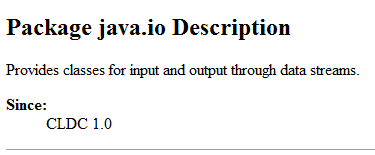 Package java.io Description
Provides classes for input and output through data streams.
Since:
CLDC 1.0